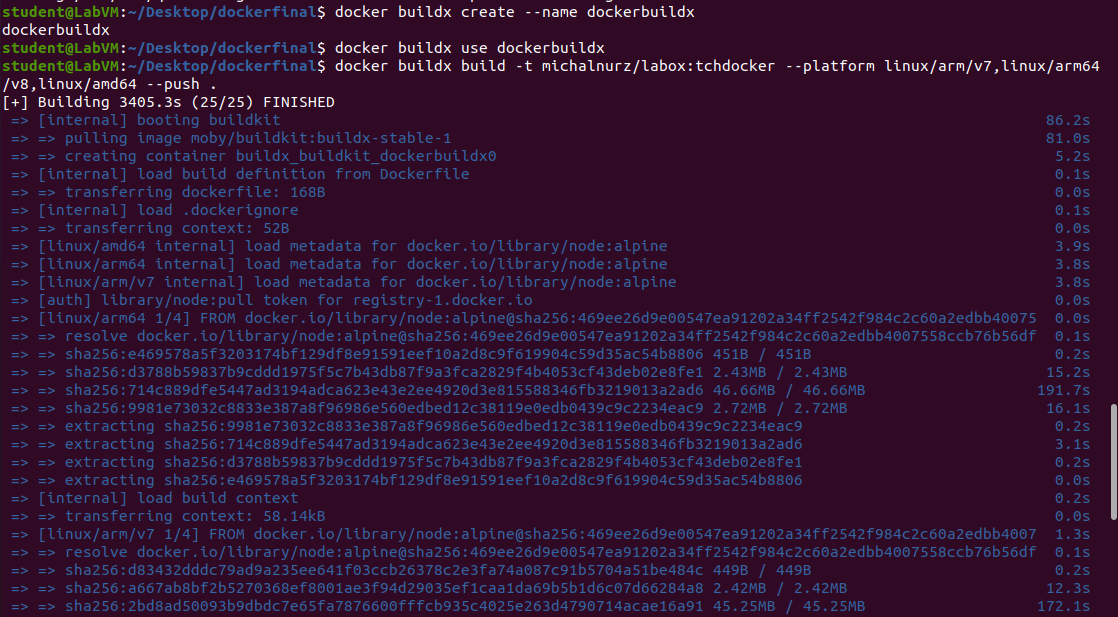 student@LabVM:~/Desktop/dockerfinal$ docker buildx create --name dockerbuildx
dockerbuildx
student@LabVM:~/Desktop/dockerfinal$ docker buildx use dockerbuildx
student@LabVM:~/Desktop/dockerfinal$ docker buildx build -t michalnurz/labox:tchdocker --platform linux/arm/v7,linux/arm64
/v8,linux/amd64 --push .
[+] Building 3405.3s (25/25) FINISHED
=> [internal] booting buildkit 86.2s
=> => pulling image moby/buildkit:buildx-stable-1 81.0s
=> => creating container buildx_buildkit_dockerbuildx0 5.2s
=> [internal] load build definition from Dockerfile 0.1s
=> => transferring dockerfile: 168B 0.0s
=> [internal] load .dockerignore 0.1s
=> => transferring context: 52B 0.0s
=> [linux/amd64 internal] load metadata for docker.io/library/node:alpine 3.9s
=> [linux/arm64 internal] load metadata for docker.io/library/node:alpine 3.8s
=> [linux/arm/v7 internal] load metadata for docker.io/library/node:alpine 3.8s
=> [auth] library/node:pull token for registry-1.docker.io 0.0s
=> [linux/arm64 1/4] FROM docker.io/library/node:alpine@sha256:469ee26d9e00547ea91202a34ff2542f984c2c60a2edbb40075 0.0s
=> => resolve docker.io/library/node:alpine@sha256:469ee26d9e00547ea91202a34ff2542f984c2c60a2edbb4007558ccb76b56df 0.1s
=> => sha256:e469578a5f3203174bf129df8e91591eef10a2d8c9f619904c59d35ac54b8806 451B / 451B 0.2s
=> => sha256:d3788b59837b9cddd1975f5c7b43db87f9a3fca2829f4b4053cf43deb02e8fe1 2.43MB / 2.43MB 15.2s
=> => sha256:714c889dfe5447ad3194adca623e43e2ee4920d3e815588346fb3219013a2ad6 46.66MB / 46.66MB 191.7s
=> => sha256:9981e73032c8833e387a8f96986e560edbed12c38119e0edb0439c9c2234eac9 2.72MB / 2.72MB 16.1s
=> => extracting sha256:9981e73032c8833e387a8f96986e560edbed12c38119e0edb0439c9c2234eac9 0.2s
=> => extracting sha256:714c889dfe5447ad3194adca623e43e2ee4920d3e815588346fb3219013a2ad6 3.1s
=> => extracting sha256:d3788b59837b9cddd1975f5c7b43db87f9a3fca2829f4b4053cf43deb02e8fe1 0.2s
=> => extracting sha256:e469578a5f3203174bf129df8e91591eef10a2d8c9f619904c59d35ac54b8806 0.0s
=> [internal] load build context 0.2s
=> => transferring context: 58.14kB 0.0s
=> [linux/arm/v7 1/4] FROM docker.io/library/node:alpine@sha256:469ee26d9e00547ea91202a34ff2542f984c2c60a2edbb4007 1.3s
=> => resolve docker.io/library/node:alpine@sha256:469ee26d9e00547ea91202a34ff2542f984c2c60a2edbb4007558ccb76b56df 0.1s
=> => sha256:d83432dddc79ad9a235ee641f03ccb26378c2e3fa74a087c91b5704a51be484c 449B / 449B 0.2s
=> => sha256:a667ab8bf2b5270368ef8001ae3f94d29035ef1caa1da69b5b1d6c07d66284a8 2.42MB / 2.42MB 12.3s
=> => sha256:2bd8ad50093b9dbdc7e65fa7876600fffcb935c4025e263d4790714acae16a91 45.25MB / 45.25MB 172.1s